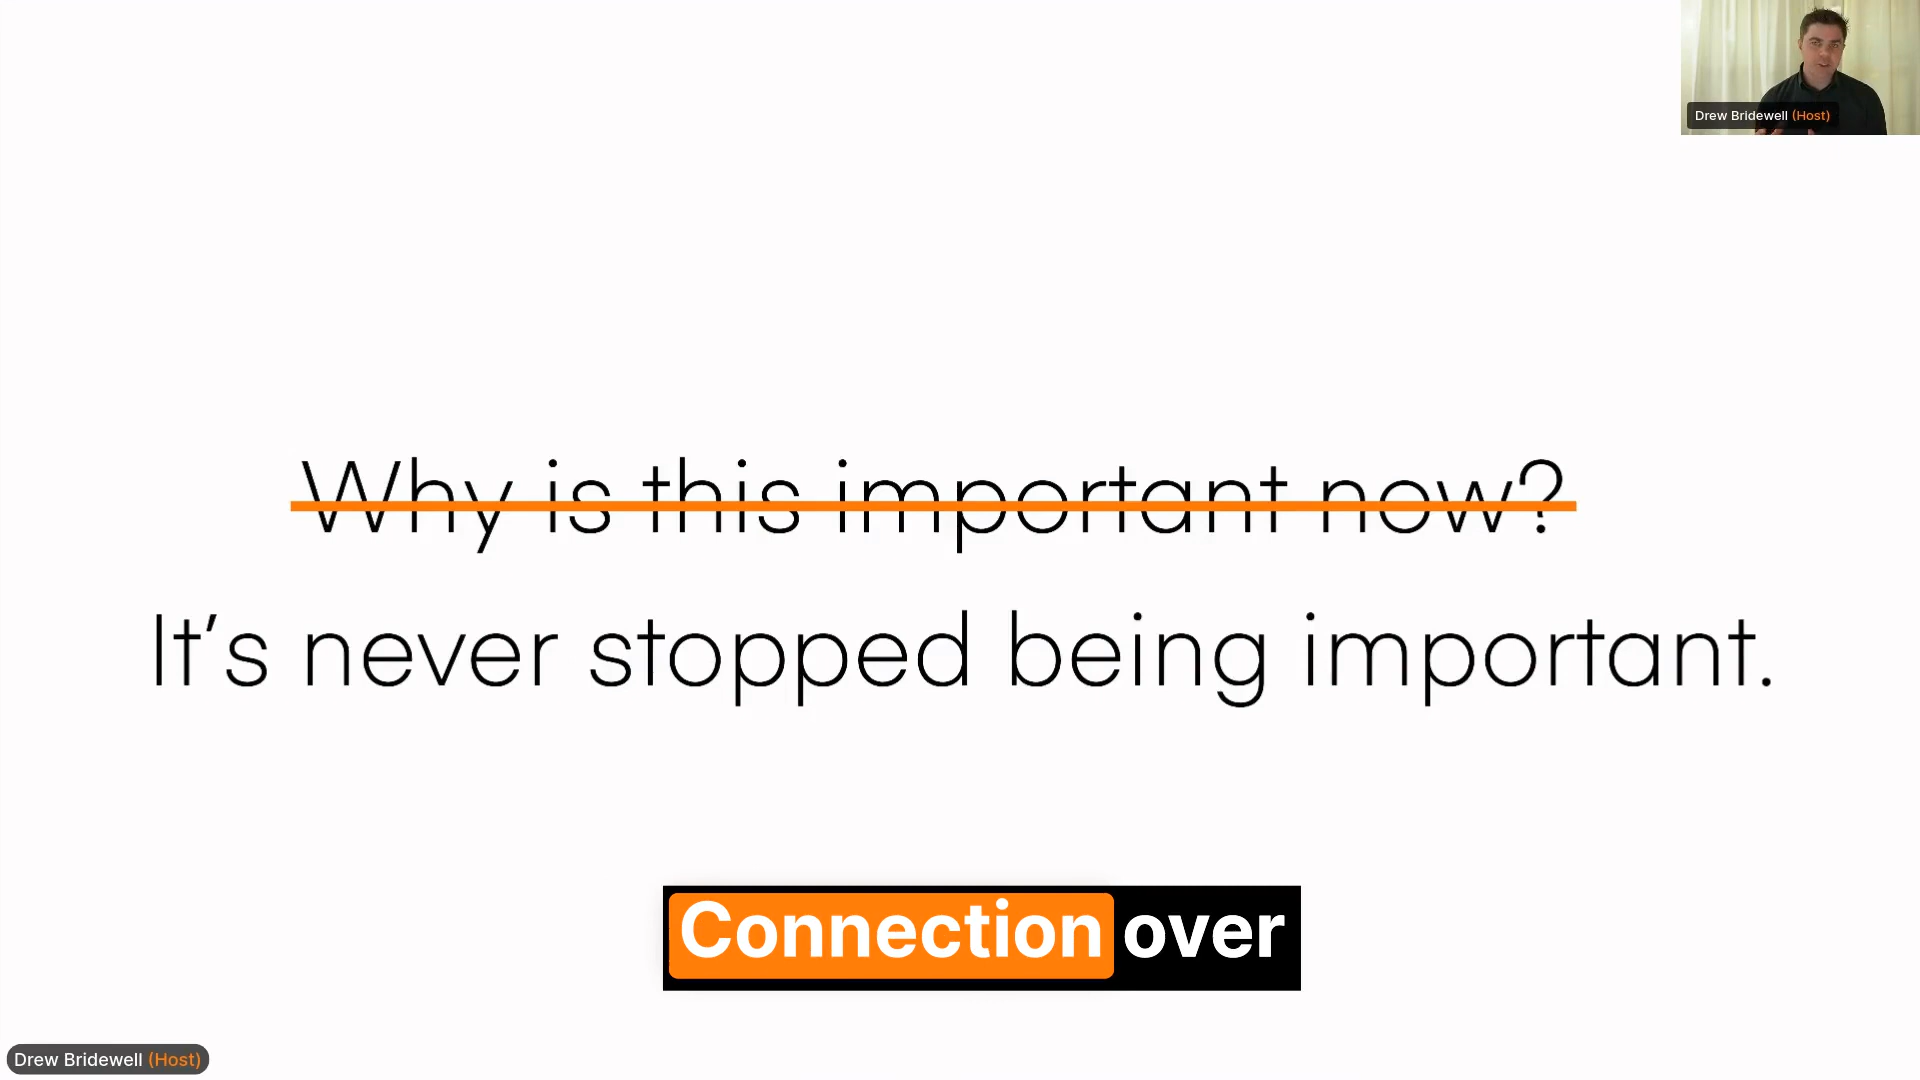 Drew Bridewell (Host)
Why is this important now?
It's never stopped being important.
Connection over
Drew Bridewell (Host)